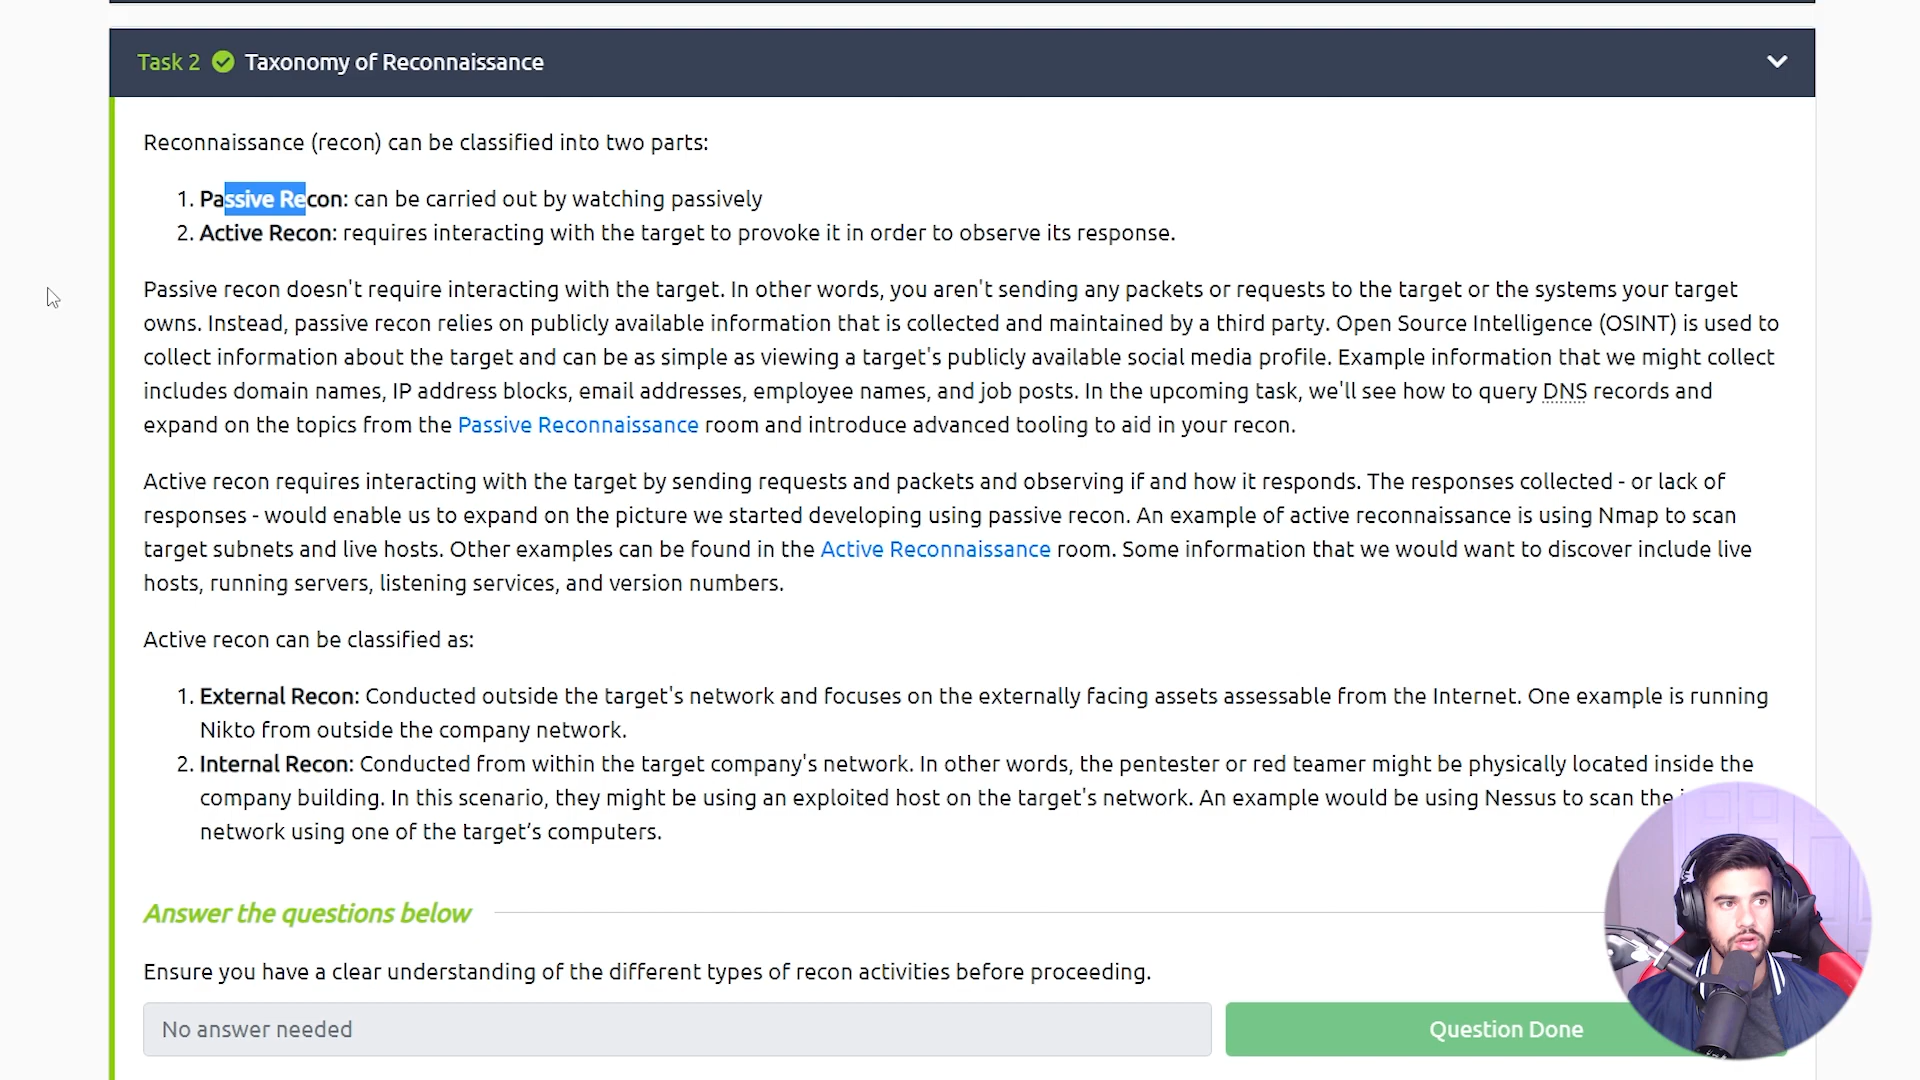 Task 2 Taxonomy of Reconnaissance
Reconnaissance (recon) can be classified into two parts:
1. Passive Recon: can be carried out by watching passively
2. Active Recon: requires interacting with the target to provoke it in order to observe its response.
Passive recon doesn't require interacting with the target. In other words, you aren't sending any packets or requests to the target or the systems your target
owns. Instead, passive recon relies on publicly available information that is collected and maintained by a third party. Open Source Intelligence (OSINT) is used to
collect information about the target and can be as simple as viewing a target's publicly available social media profile. Example information that we might collect
includes domain names, IP address blocks, email addresses, employee names, and job posts. In the upcoming task, we'll see how to query DNS records and
expand on the topics from the Passive Reconnaissance room and introduce advanced tooling to aid in your recon.
Active recon requires interacting with the target by sending requests and packets and observing if and how it responds. The responses collected - or lack of
responses - would enable us to expand on the picture we started developing using passive recon. An example of active reconnaissance is using Nmap to scan
target subnets and live hosts. Other examples can be found in the Active Reconnaissance room. Some information that we would want to discover include live
hosts, running servers, listening services, and version numbers.
Active recon can be classified as:
1. External Recon: Conducted outside the target's network and focuses on the externally facing assets assessable from the Internet. One example is running
Nikto from outside the company network.
2. Internal Recon: Conducted from within the target company's network. In other words, the pentester or red teamer might be physically located inside the
company building. In this scenario, they might be using an exploited host on the target's network. An example would be using Nessus to scan the
network using one of the target’s computers.
Answer the questions below
Ensure you have a clear understanding of the different types of recon activities before proceeding.
No answer needed
Question Done